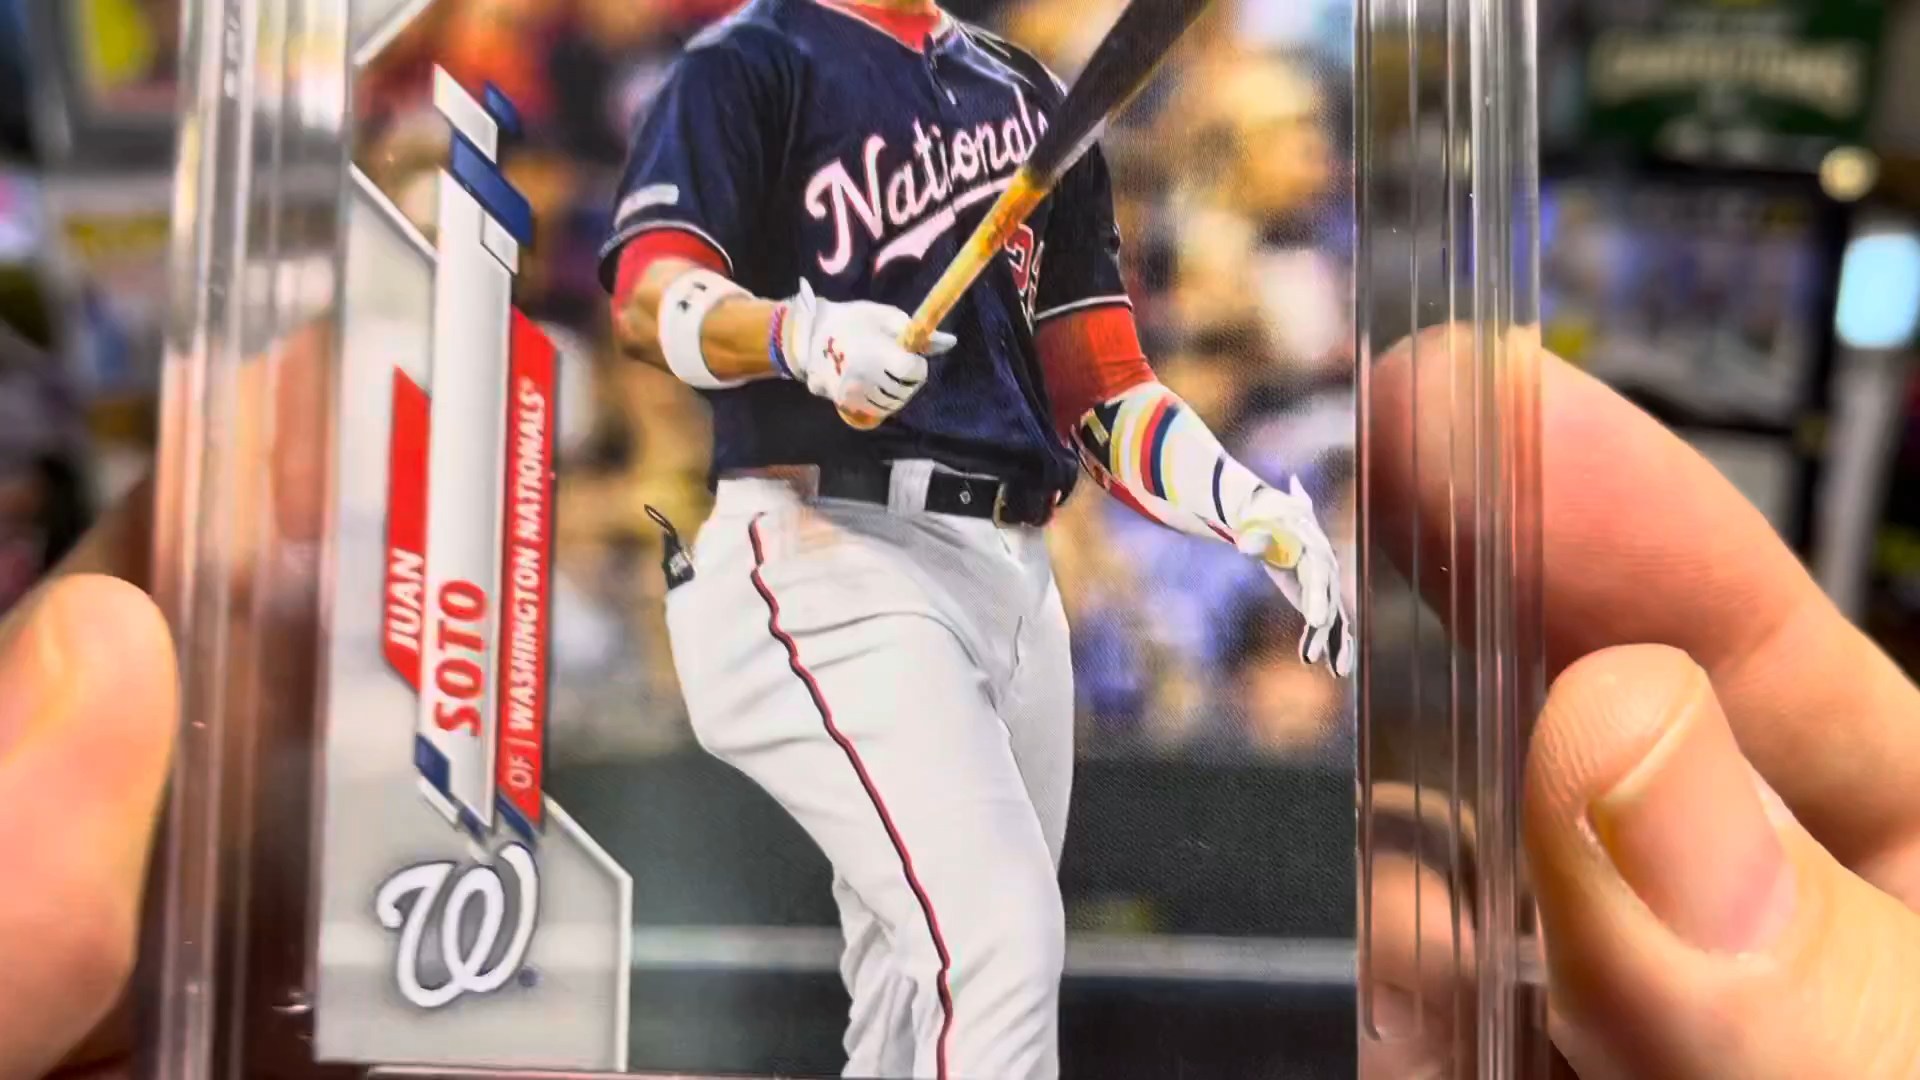 Nationals
JUAN
SOTO
OF | WASHINGTON NATIONALS®
W